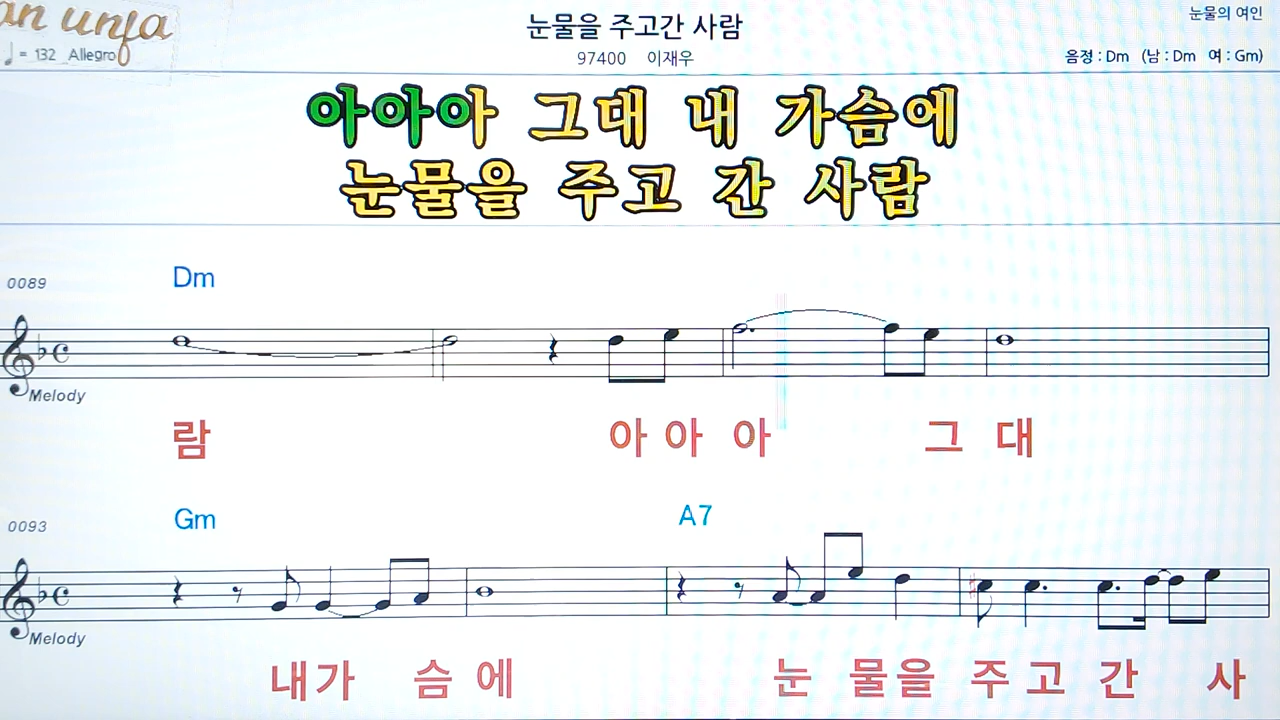 an unfa
눈물을 주고간 사람
눈물의 여인
♩ = 132 Allegro
97400 이재우
음정 : Dm (남 : Dm 여 : Gm)
아아아 그대 내 가슴에
눈물을 주고 간 사람
0089
Dm
Melody
람 아 아 아 그 대
0093
Gm A7
Melody
내가 슴 에 눈 물을 주 고 간 사